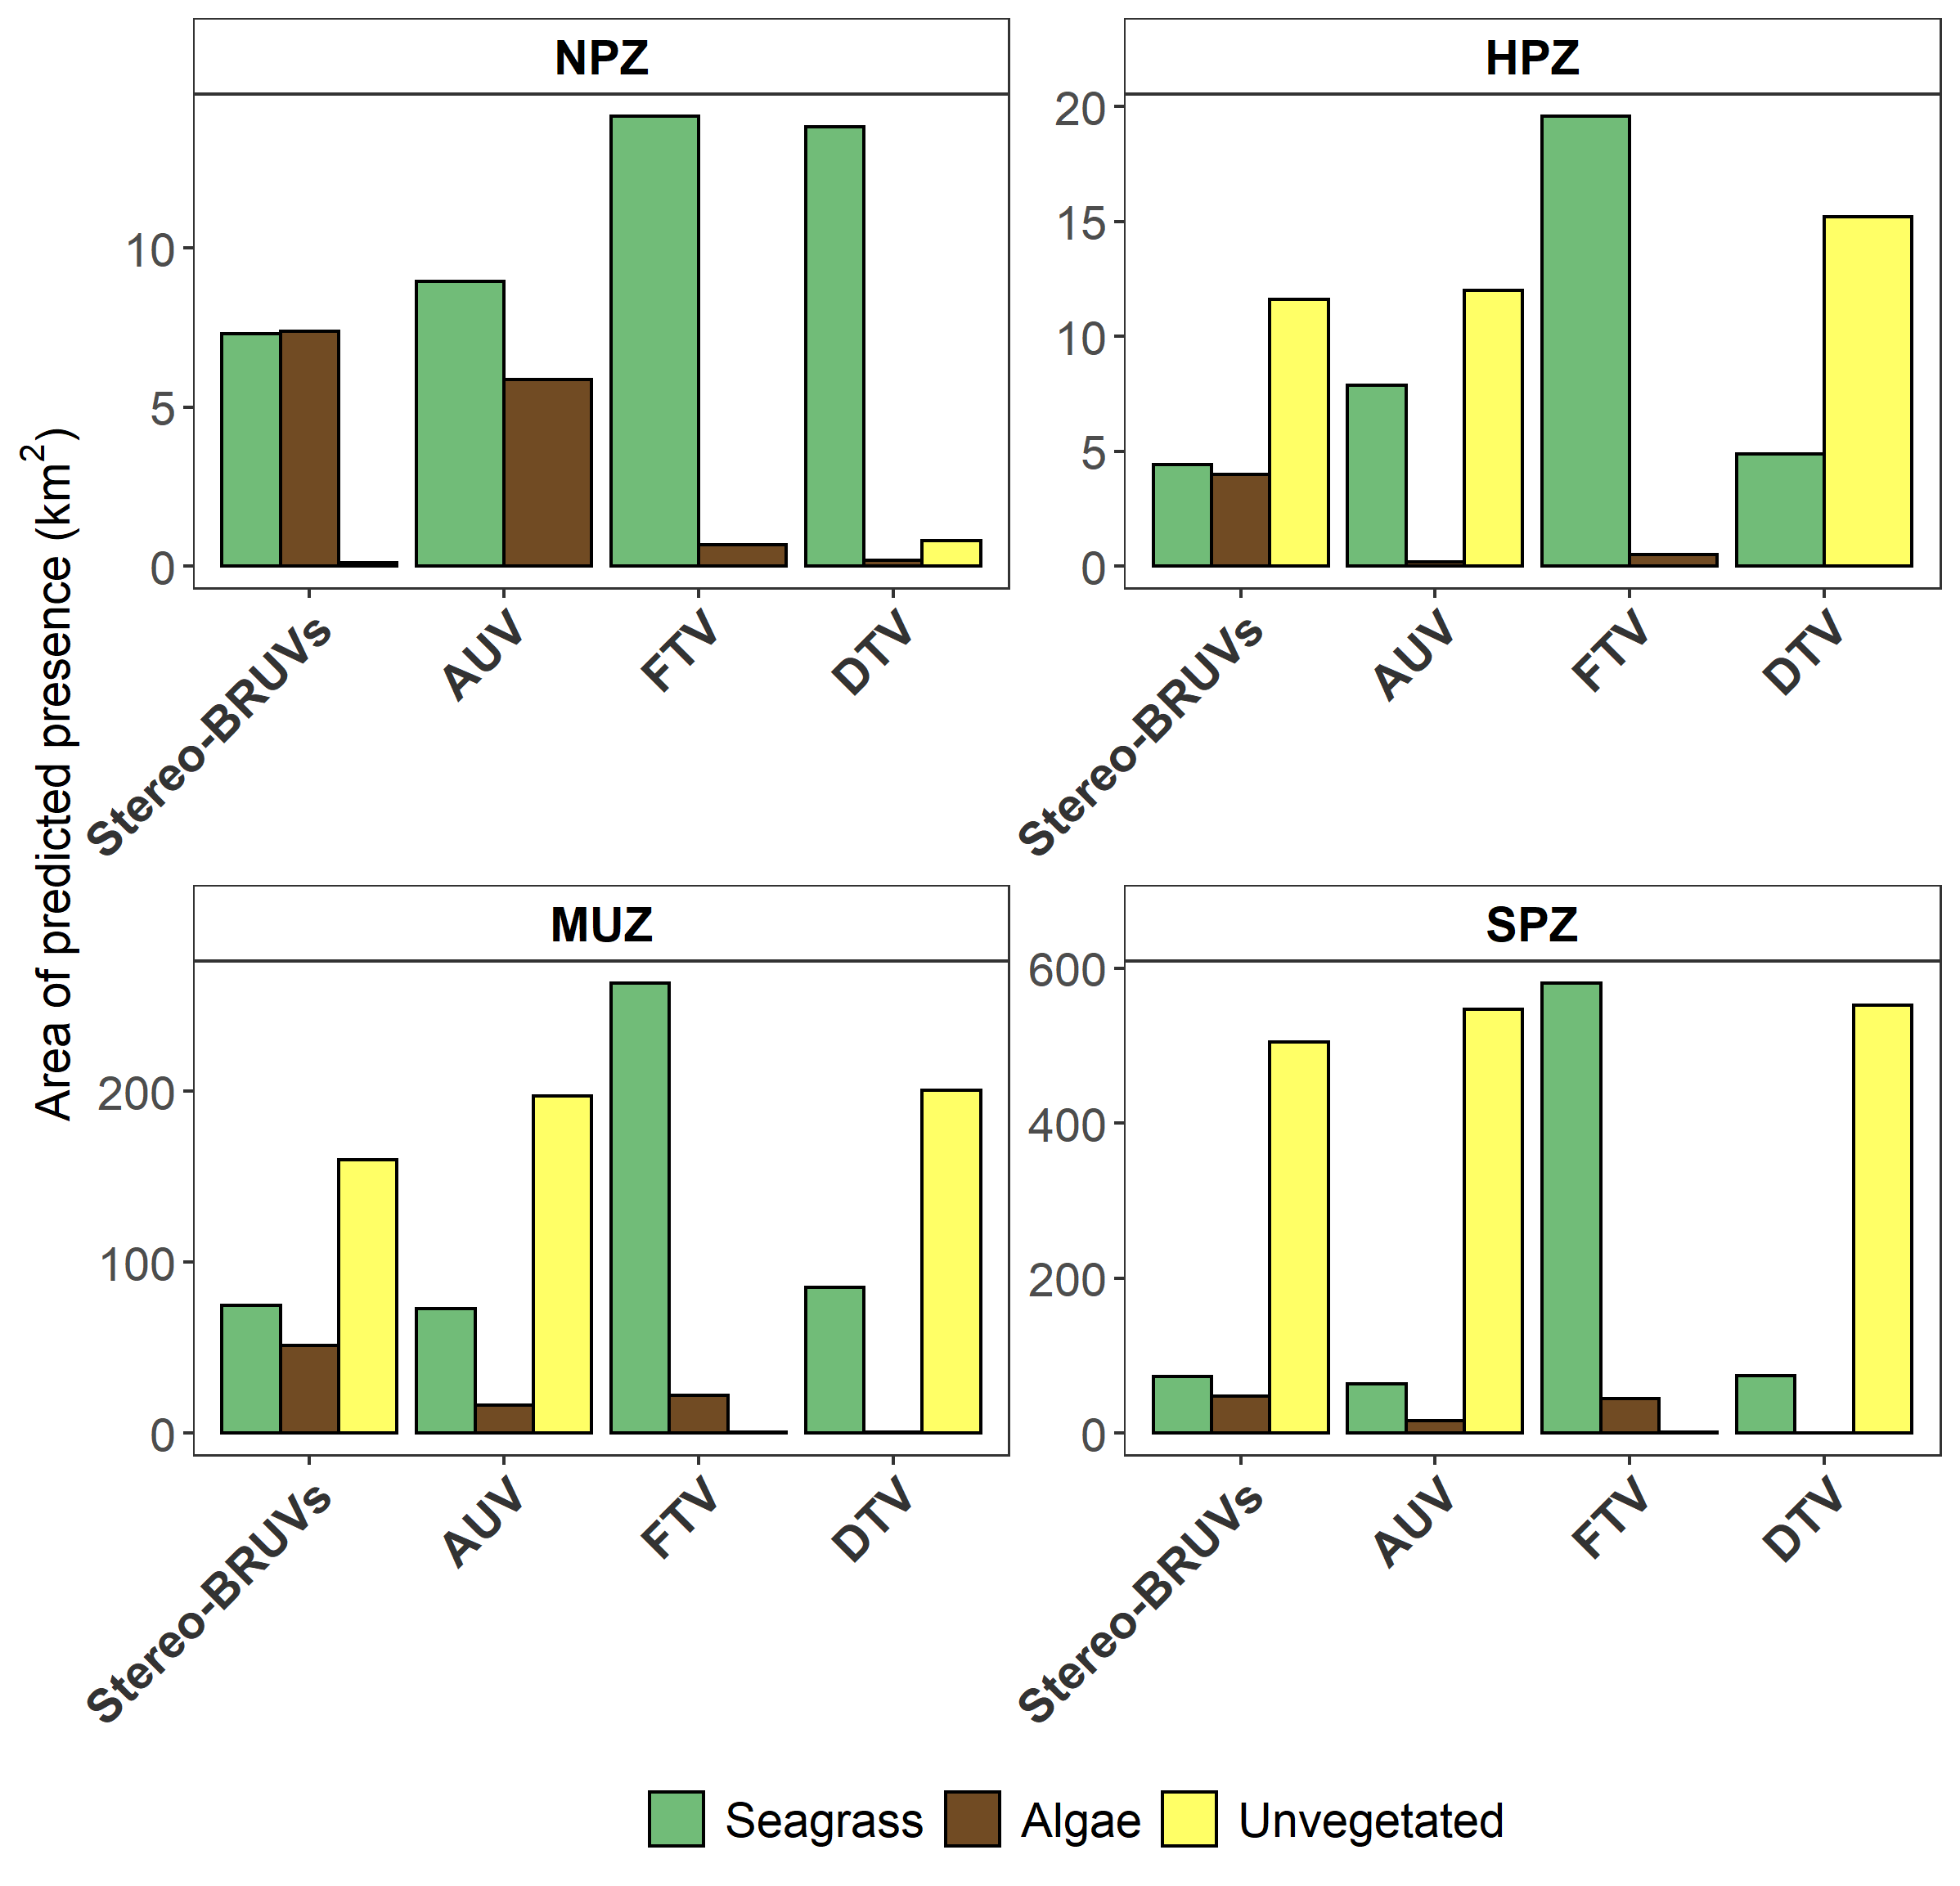 NPZ
HPZ
Area of predicted presence (km²)
10
5
0
20
15
10
5
0
Stereo-BRUVs
AUV
FTV
DTV
Stereo-BRUVs
AUV
FTV
DTV
MUZ
SPZ
200
100
0
600
400
200
0
Stereo-BRUVs
AUV
FTV
DTV
Stereo-BRUVs
AUV
FTV
DTV
Seagrass Algae Unvegetated